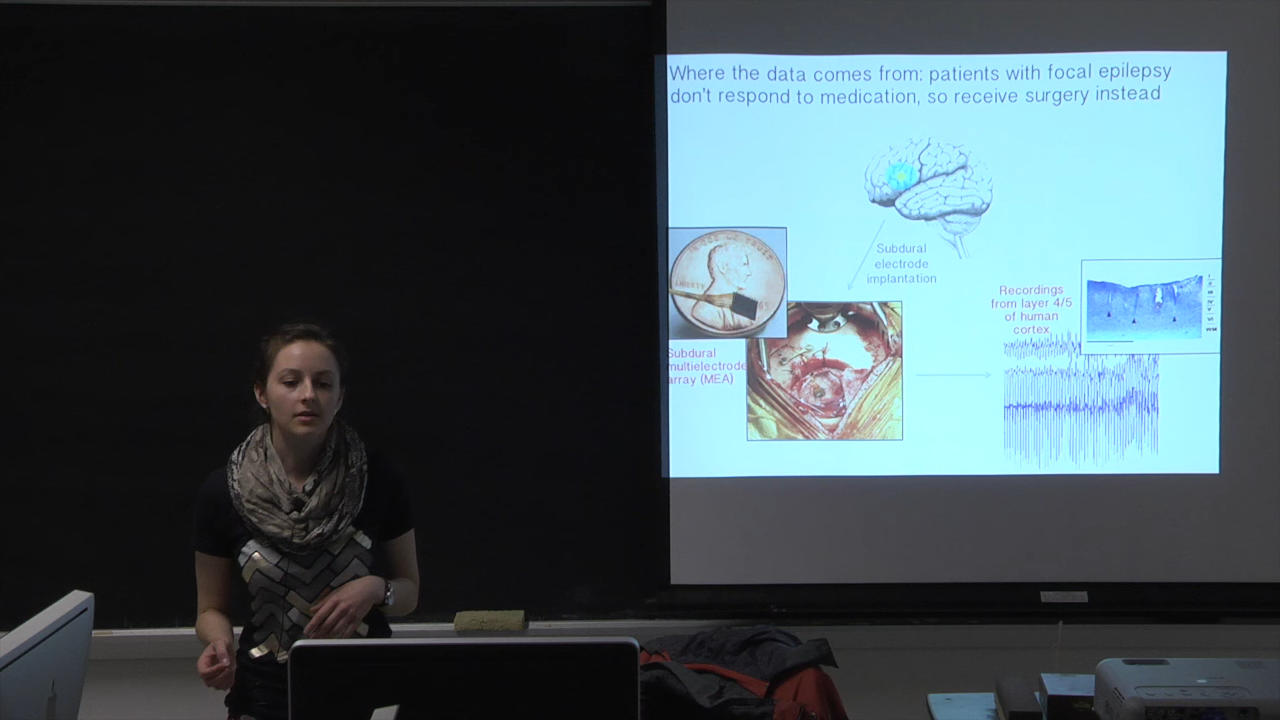 Where the data comes from: patients with focal epilepsy
don't respond to medication, so receive surgery instead
Subdural
electrode
implantation
LIBERTY
Recordings
from layer 4/5
of human
cortex
Subdural
multielectrode
array (MEA)